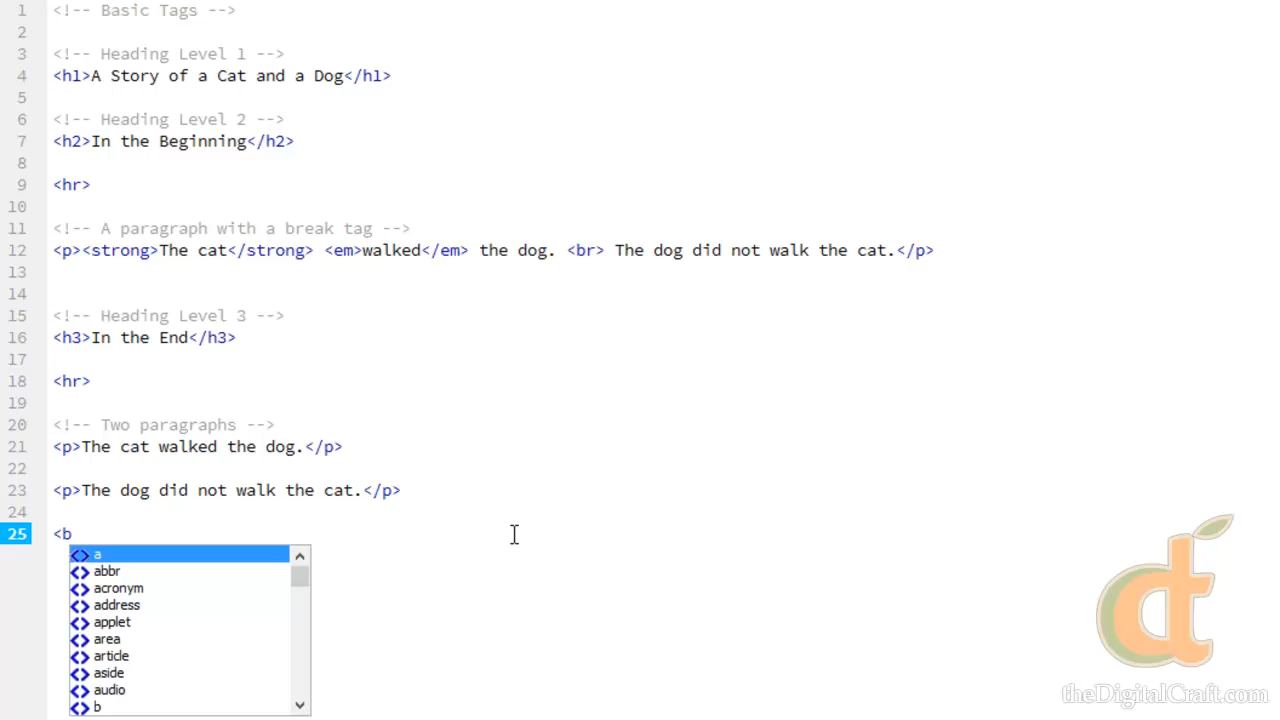 1 <!-- Basic Tags -->
2
3 <!-- Heading Level 1 -->
4 <h1>A Story of a Cat and a Dog</h1>
5
6 <!-- Heading Level 2 -->
7 <h2>In the Beginning</h2>
8
9 <hr>
10
11 <!-- A paragraph with a break tag -->
12 <p><strong>The cat</strong> <em>walked</em> the dog. <br> The dog did not walk the cat.</p>
13
14
15 <!-- Heading Level 3 -->
16 <h3>In the End</h3>
17
18 <hr>
19
20 <!-- Two paragraphs -->
21 <p>The cat walked the dog.</p>
22
23 <p>The dog did not walk the cat.</p>
24
25 <b
<> a
<> abbr
<> acronym
<> address
<> applet
<> area
<> article
<> aside
<> audio
<> b
dt
theDigitalCraft.com